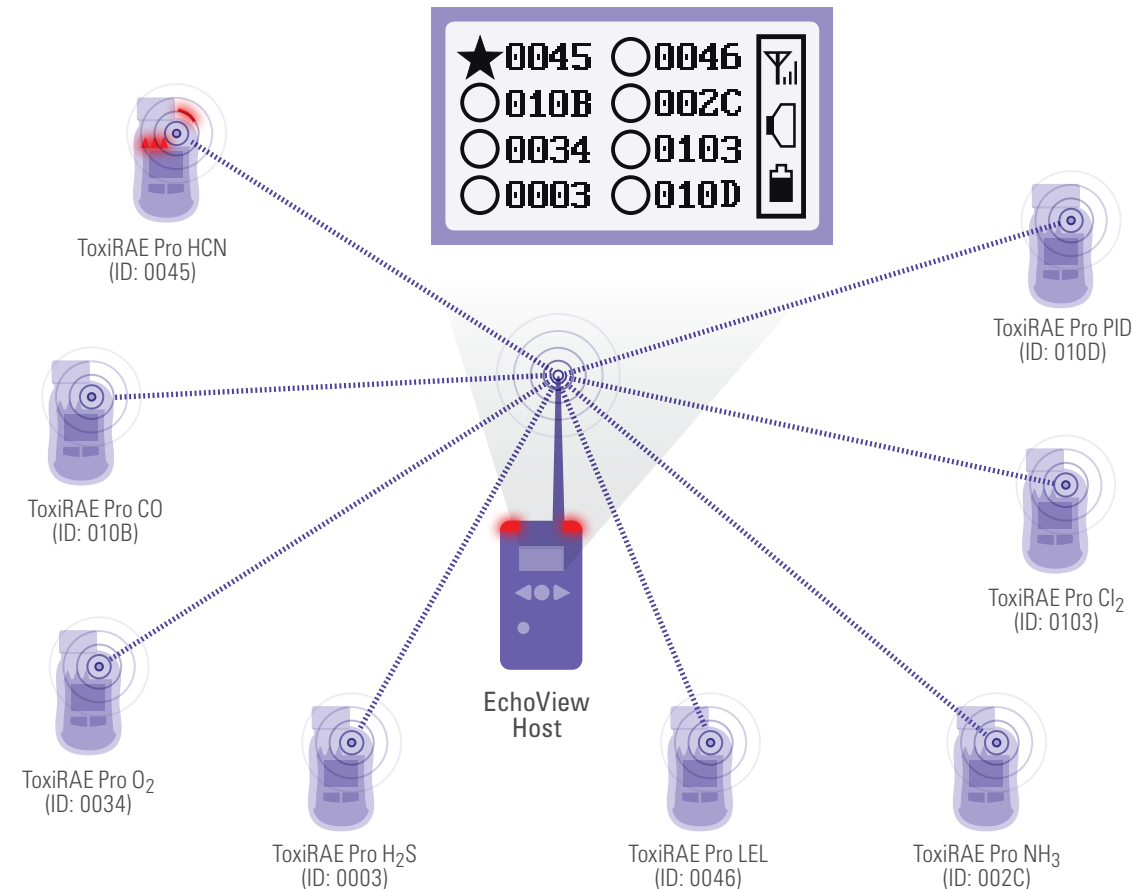 0045 0046
010B 002C
0034 0103
0003 010D
ToxiRAE Pro HCN
(ID: 0045)
ToxiRAE Pro PID
(ID: 010D)
ToxiRAE Pro CO
(ID: 010B)
ToxiRAE Pro Cl₂
(ID: 0103)
EchoView
Host
ToxiRAE Pro O₂
(ID: 0034)
ToxiRAE Pro H₂S
(ID: 0003)
ToxiRAE Pro LEL
(ID: 0046)
ToxiRAE Pro NH₃
(ID: 002C)